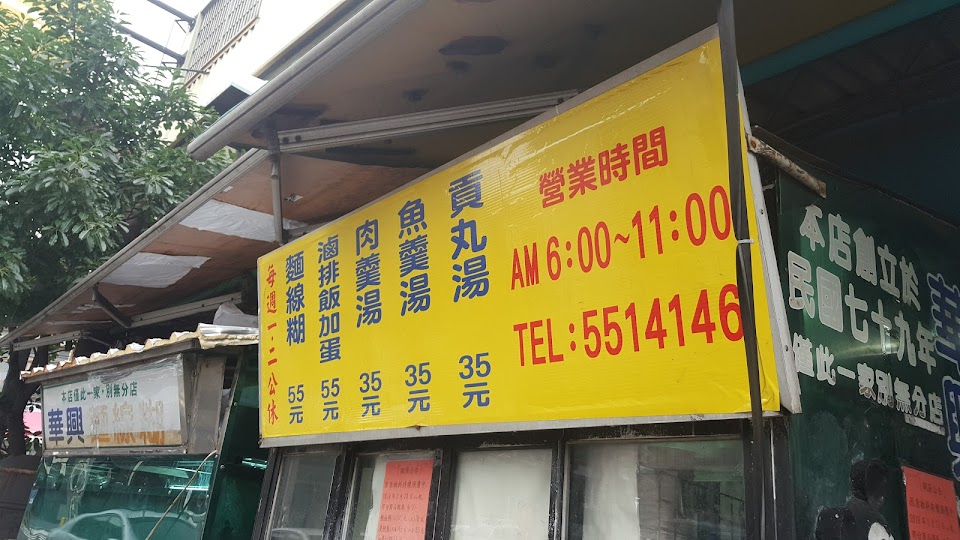 營業時間
AM 6:00~11:00
TEL:5514146
貢丸湯 35元
魚羹湯 35元
肉羹湯 35元
滷排飯加蛋 55元
麵線糊 55元
每週一.二公休
本店僅此一家‧別無分店
華興
本店創立於
民國七十九年
僅此一家別無分店
華興